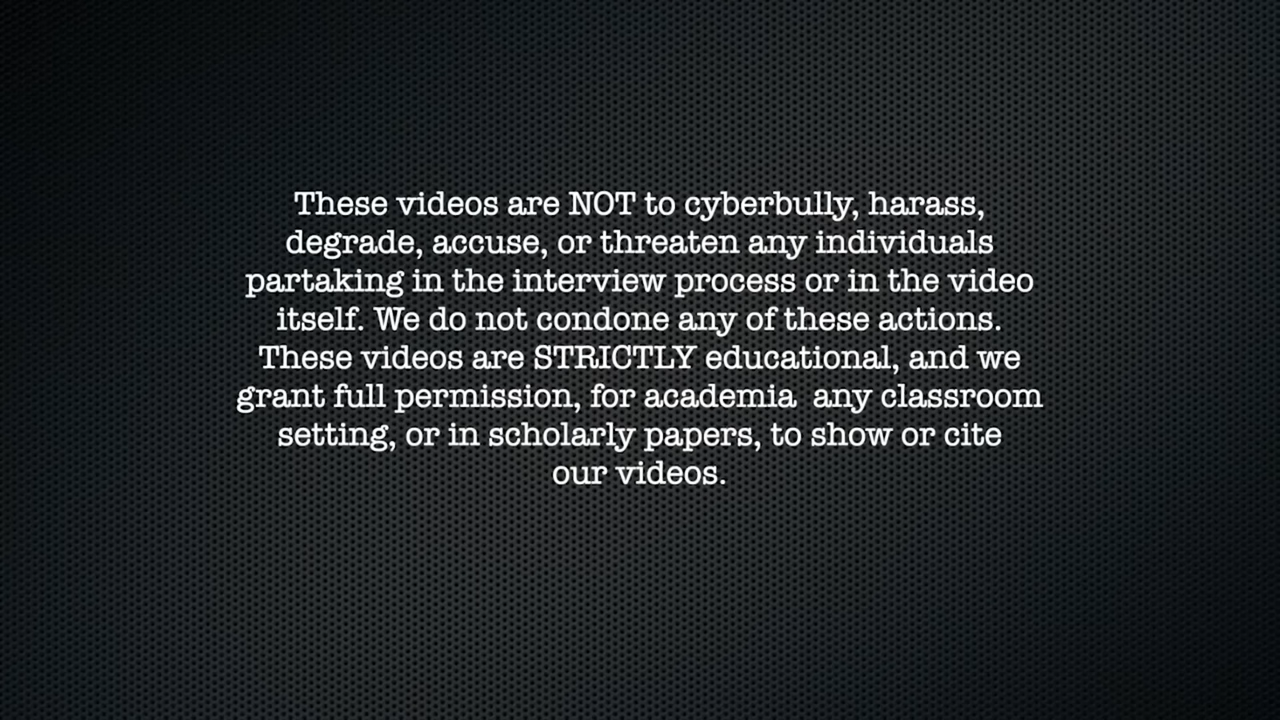 These videos are NOT to cyberbully, harass,
degrade, accuse, or threaten any individuals
partaking in the interview process or in the video
itself. We do not condone any of these actions.
These videos are STRICTLY educational, and we
grant full permission, for academia  any classroom
setting, or in scholarly papers, to show or cite
our videos.